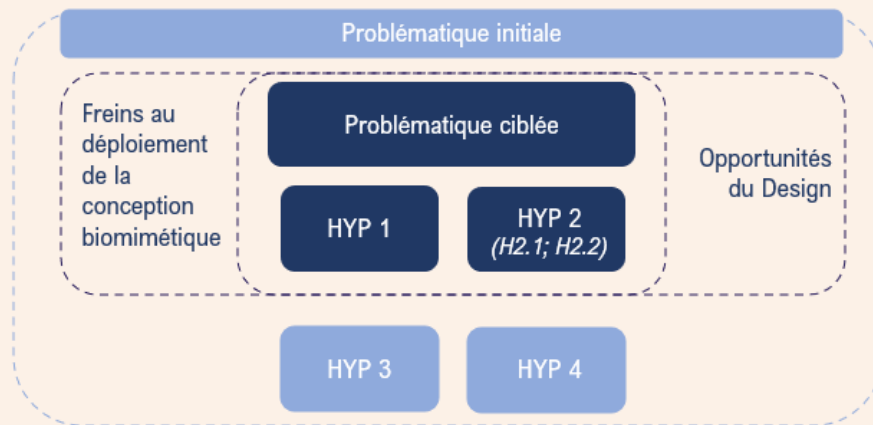 Problématique initiale
Freins au
déploiement
de la
conception
biomimétique
Problématique ciblée
HYP 1
HYP 2
(H2.1; H2.2)
Opportunités
du Design
HYP 3
HYP 4